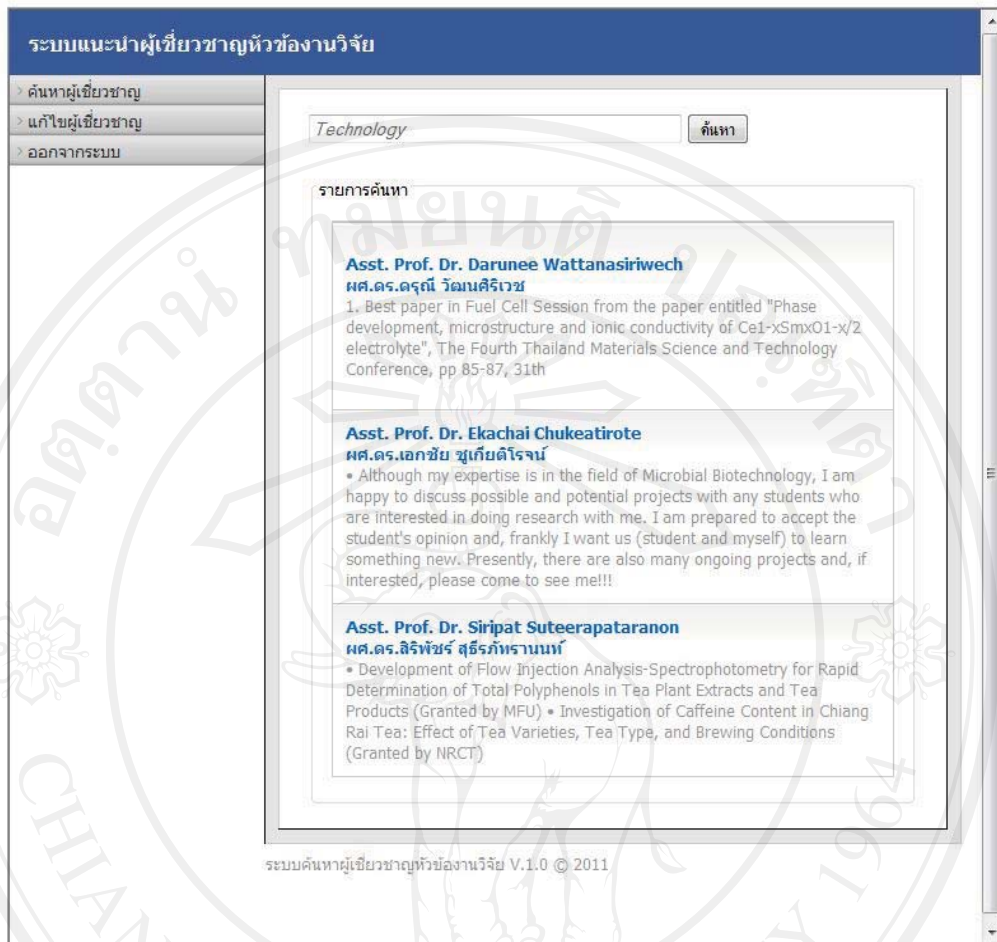 ระบบแนะนำผู้เชี่ยวชาญหัวข้องานวิจัย
ค้นหาผู้เชี่ยวชาญ
แก้ไขผู้เชี่ยวชาญ
ออกจากระบบ
Technology
ค้นหา
รายการค้นหา
Asst. Prof. Dr. Darunee Wattanasiriwech
ผศ.ดร.ดรุณี วัฒนศิริเวช
1. Best paper in Fuel Cell Session from the paper entitled "Phase
development, microstructure and ionic conductivity of Ce1-xSmxO1-x/2
electrolyte", The Fourth Thailand Materials Science and Technology
Conference, pp 85-87, 31th
Asst. Prof. Dr. Ekachai Chukeatirote
ผศ.ดร.เอกชัย ชูเกียติโรจน์
• Although my expertise is in the field of Microbial Biotechnology, I am
happy to discuss possible and potential projects with any students who
are interested in doing research with me. I am prepared to accept the
student's opinion and, frankly I want us (student and myself) to learn
something new. Presently, there are also many ongoing projects and, if
interested, please come to see me!!!
Asst. Prof. Dr. Siripat Suteerapataranon
ผศ.ดร.สิริพัชร์ สุธีรภัทรานนท์
• Development of Flow Injection Analysis-Spectrophotometry for Rapid
Determination of Total Polyphenols in Tea Plant Extracts and Tea
Products (Granted by MFU) • Investigation of Caffeine Content in Chiang
Rai Tea: Effect of Tea Varieties, Tea Type, and Brewing Conditions
(Granted by NRCT)
ระบบค้นหาผู้เชี่ยวชาญหัวข้องานวิจัย V.1.0 © 2011
อตฺตานํ ทมยนฺติ ปณฺฑิตา
1964